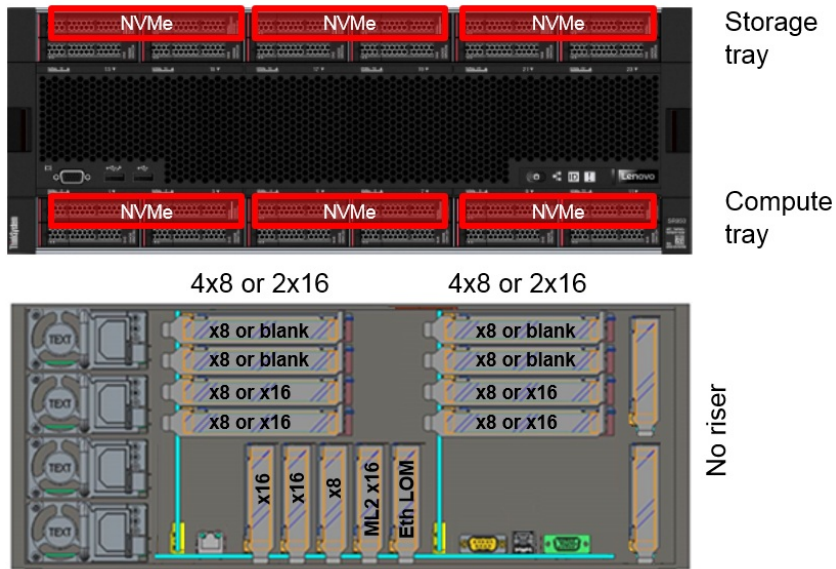 NVMe NVMe NVMe
Storage tray
Lenovo
ThinkSystem
NVMe NVMe NVMe
Compute tray
4x8 or 2x16 4x8 or 2x16
TEXT
x8 or blank x8 or blank
x8 or blank x8 or blank
TEXT
x8 or x16 x8 or x16
x8 or x16 x8 or x16
No riser
TEXT
x16 x16 x8 ML2 x16 Eth LOM
TEXT